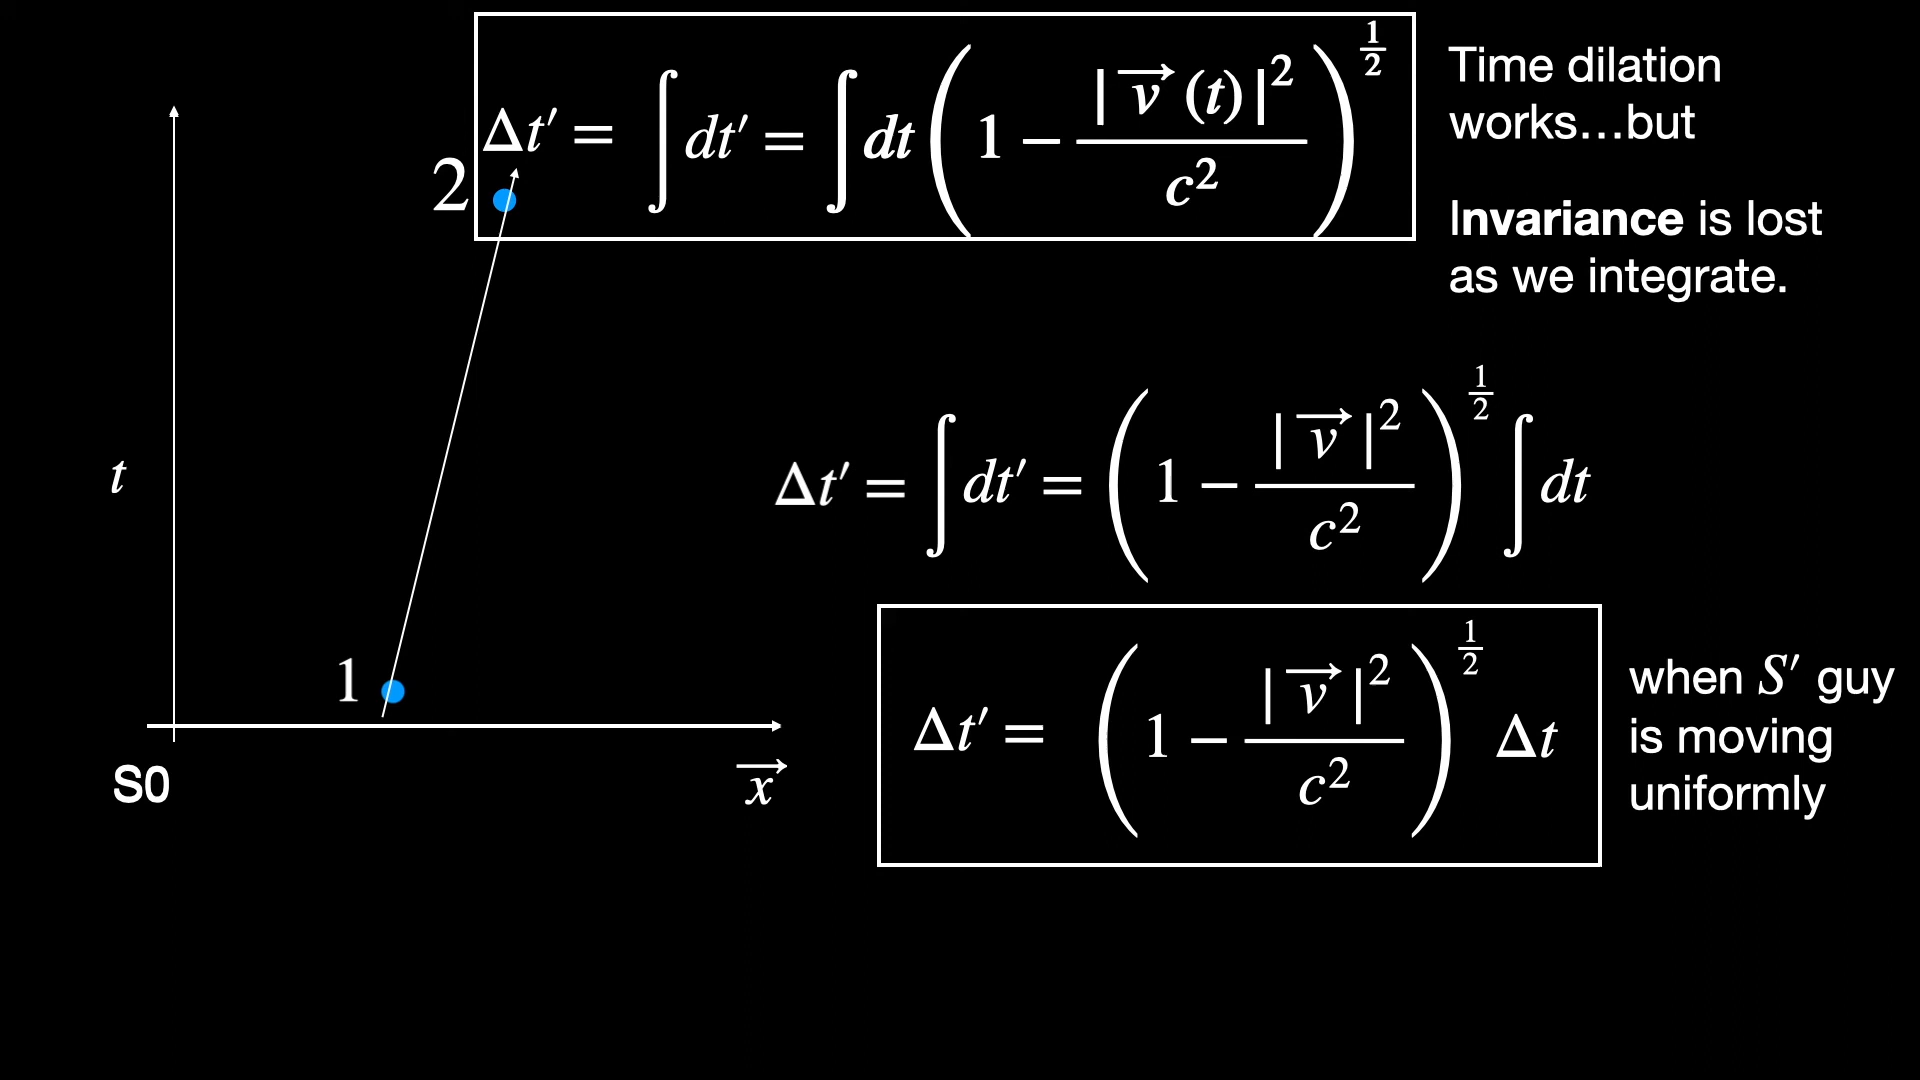 Δt′ = ∫ dt′ = ∫ dt (1 − |v⃗(t)|² / c²)^(1/2)
Time dilation
works...but
Invariance is lost
as we integrate.
2
t
1
S0
x⃗
Δt′ = ∫ dt′ = (1 − |v⃗|² / c²)^(1/2) ∫ dt
Δt′ = (1 − |v⃗|² / c²)^(1/2) Δt
when S′ guy
is moving
uniformly